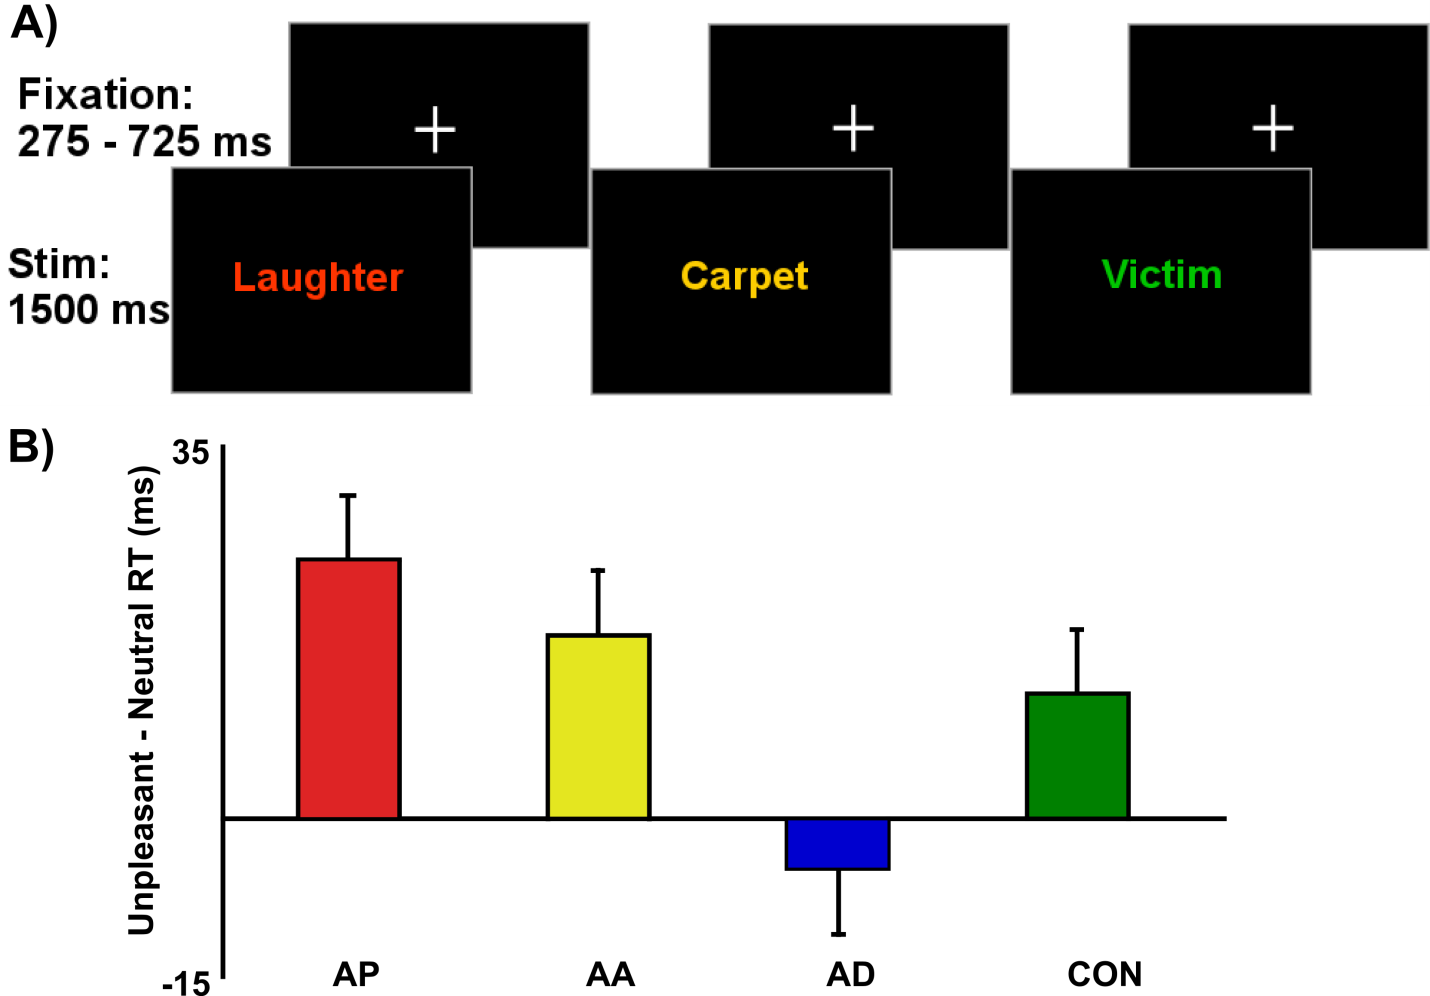 A)
Fixation:
275 - 725 ms
Stim:
1500 ms
Laughter
Carpet
Victim
B)
35
Unpleasant - Neutral RT (ms)
-15
AP
AA
AD
CON